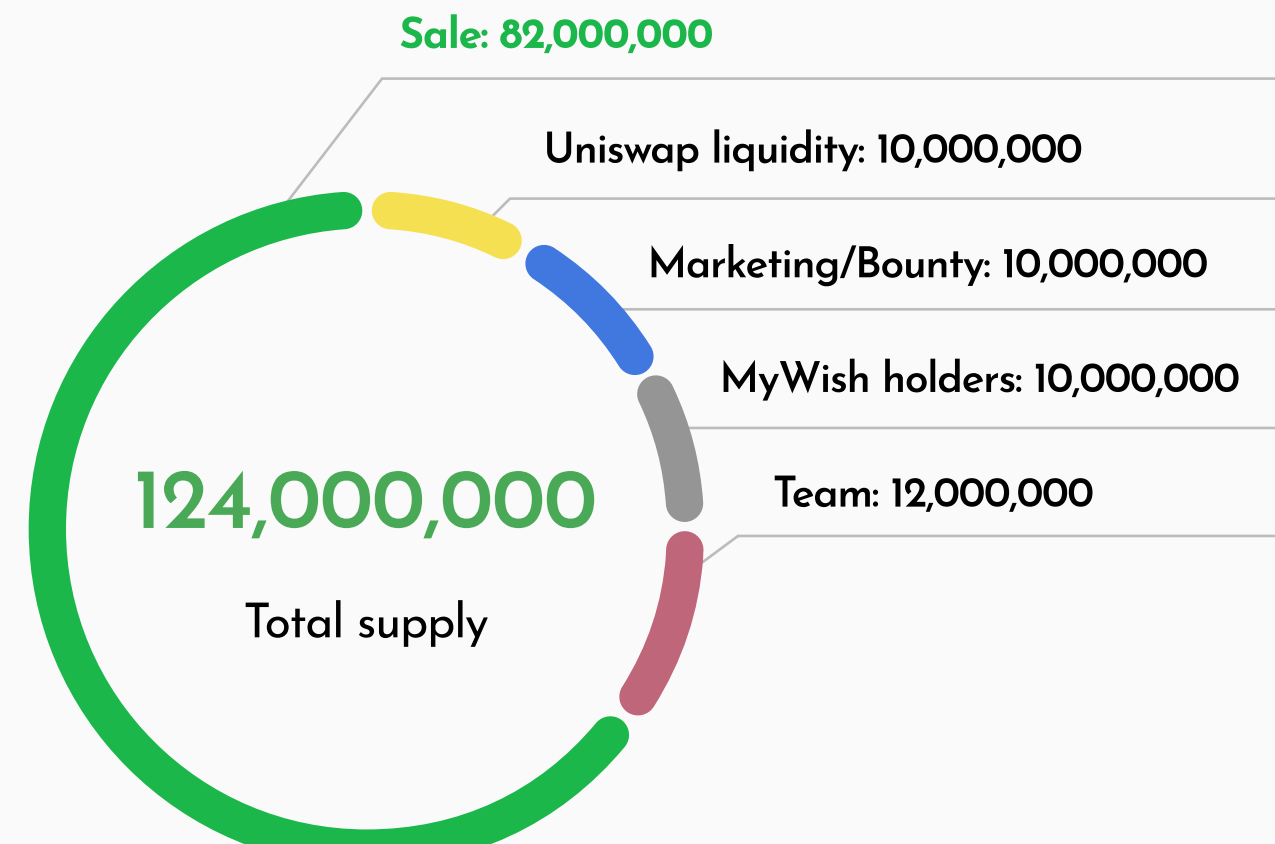 Sale: 82,000,000
Uniswap liquidity: 10,000,000
Marketing/Bounty: 10,000,000
MyWish holders: 10,000,000
Team: 12,000,000
124,000,000
Total supply